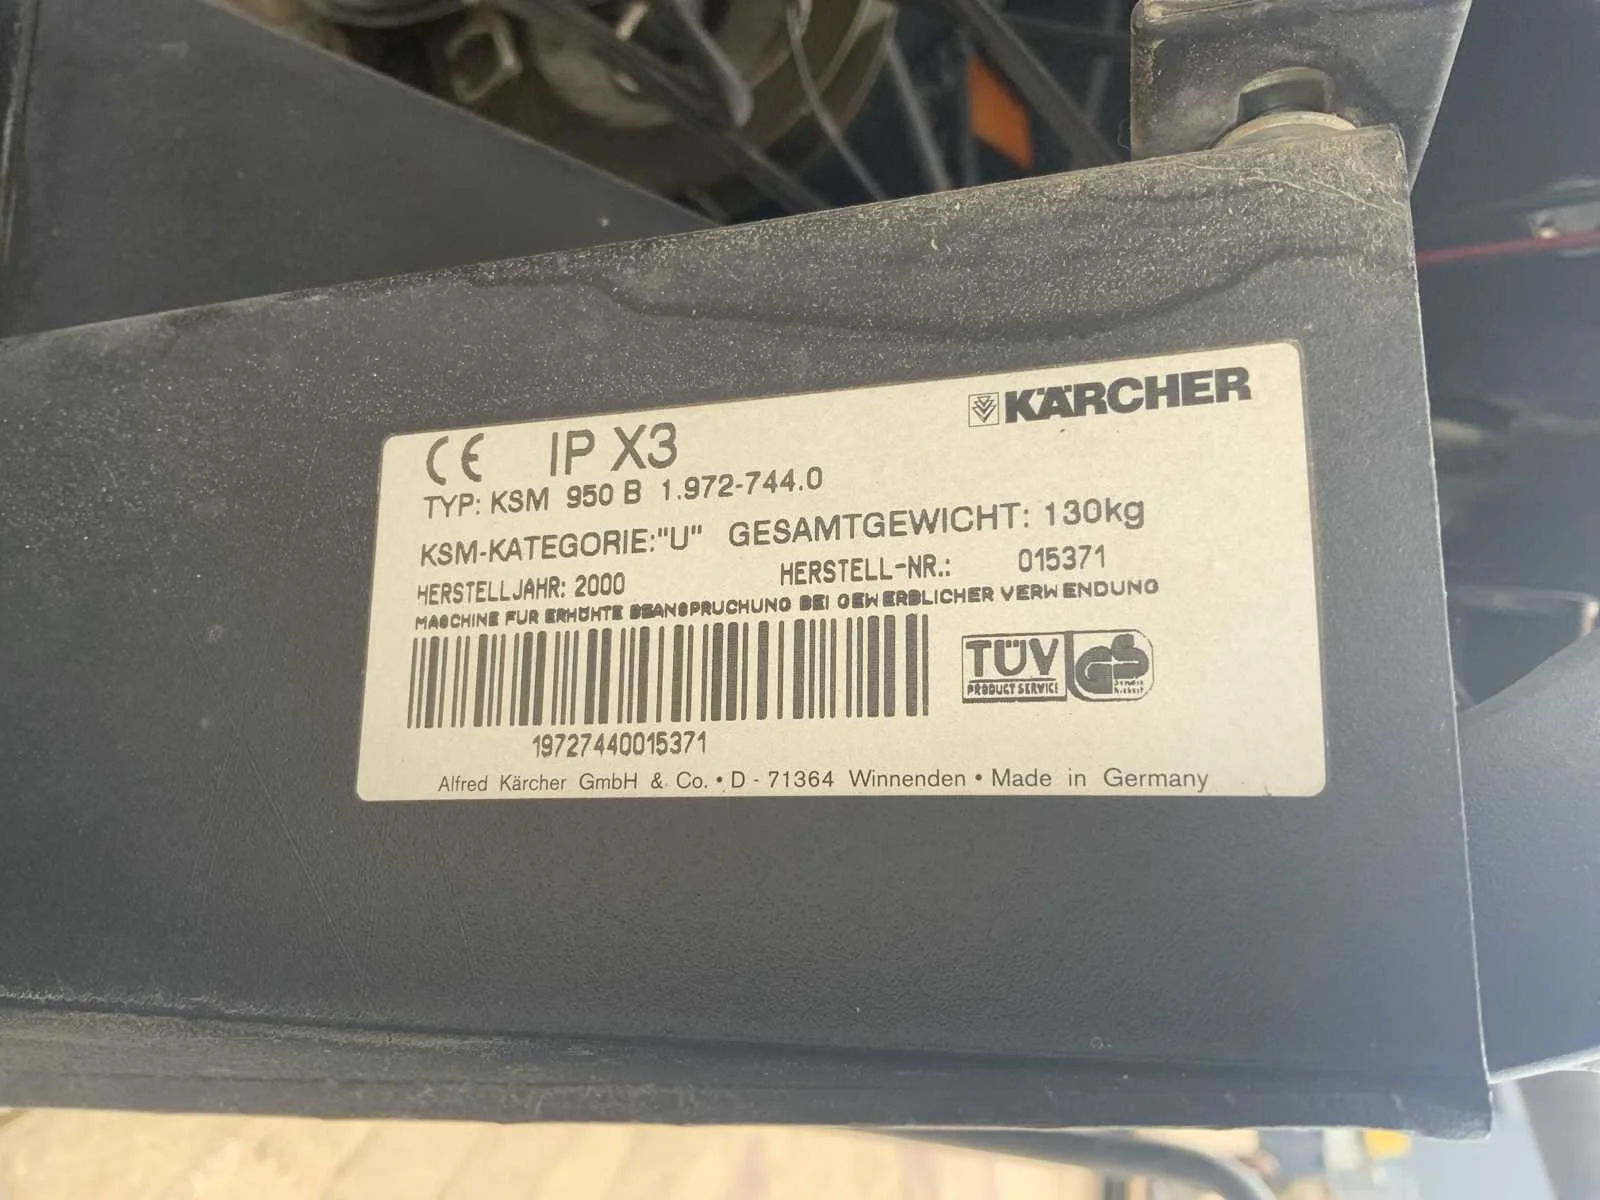 KÄRCHER
CE IP X3
TYP: KSM 950 B 1.972-744.0
KSM-KATEGORIE:"U" GESAMTGEWICHT: 130kg
HERSTELLJAHR: 2000 HERSTELL-NR.: 015371
MASCHINE FUR ERHÖHTE BEANSPRUCHUNG BEI GEWERBLICHER VERWENDUNG
TÜV
PRODUCT SERVICE
GS
19727440015371
Alfred Kärcher GmbH & Co. • D - 71364 Winnenden • Made in Germany